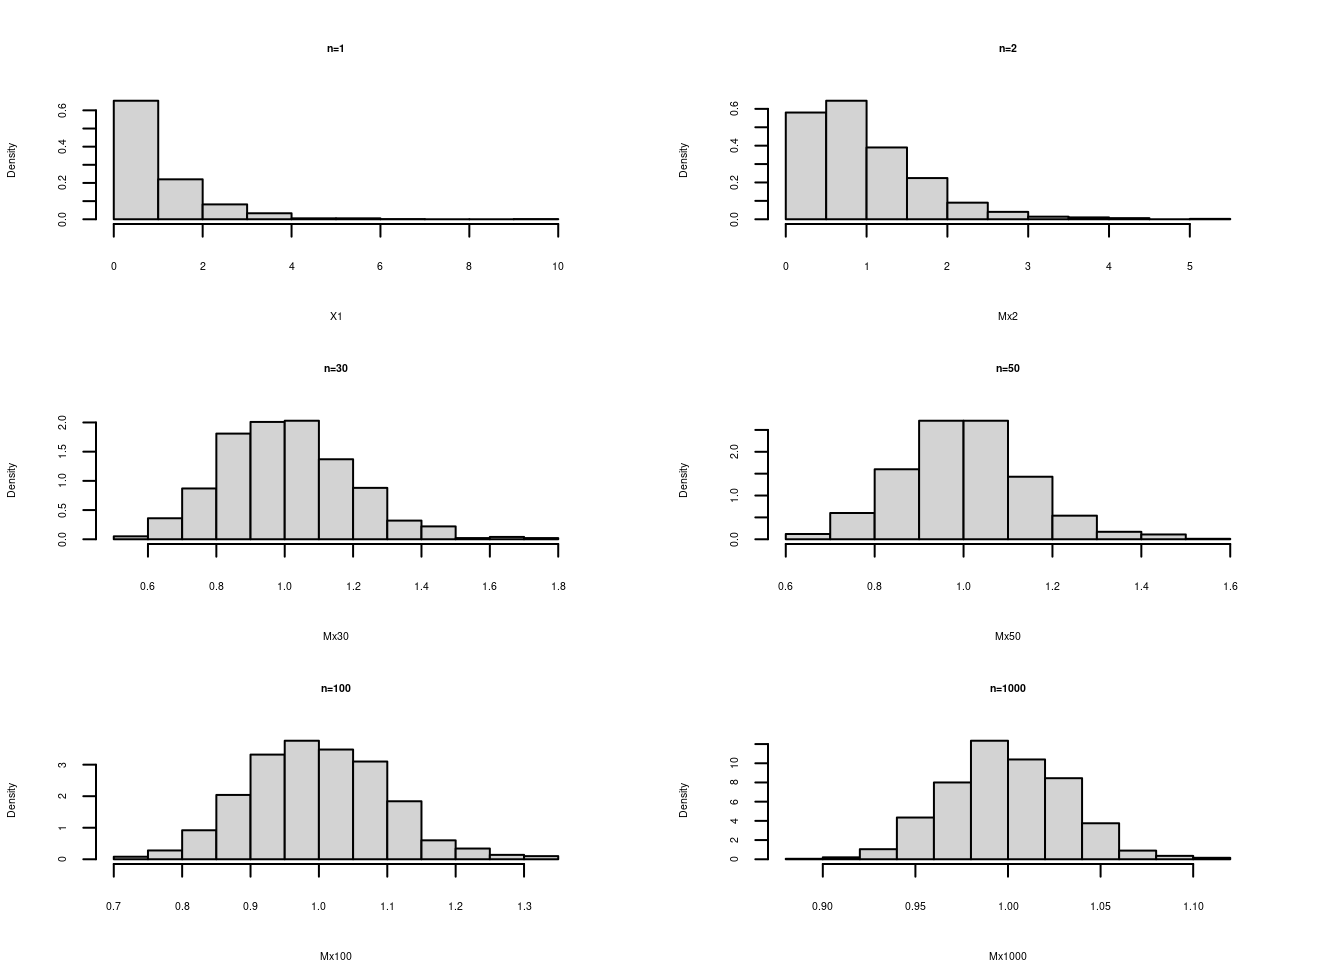 n=1
Density
0.0 0.2 0.4 0.6
0 2 4 6 8 10
X1
n=2
Density
0.0 0.2 0.4 0.6
0 1 2 3 4 5
Mx2
n=30
Density
0.0 0.5 1.0 1.5 2.0
0.6 0.8 1.0 1.2 1.4 1.6 1.8
Mx30
n=50
Density
0.0 1.0 2.0
0.6 0.8 1.0 1.2 1.4 1.6
Mx50
n=100
Density
0 1 2 3
0.7 0.8 0.9 1.0 1.1 1.2 1.3
Mx100
n=1000
Density
0 2 4 6 8 10
0.90 0.95 1.00 1.05 1.10
Mx1000